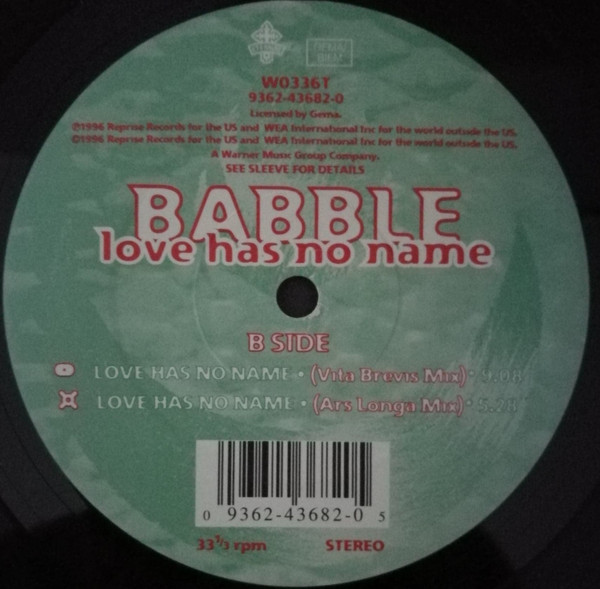 W0336T
9362-43682-0
Licensed by Gema.
℗1996 Reprise Records for the US and WEA International Inc for the world outside the US.
©1996 Reprise Records for the US and WEA International Inc for the world outside the US.
A Warner Music Group Company.
SEE SLEEVE FOR DETAILS
BABBLE
love has no name
B SIDE
LOVE HAS NO NAME • (Vita Brevis Mix)* 9.08
LOVE HAS NO NAME • (Ars Longa Mix)* 5.28
0 9362-43682-0 5
33⅓ rpm STEREO